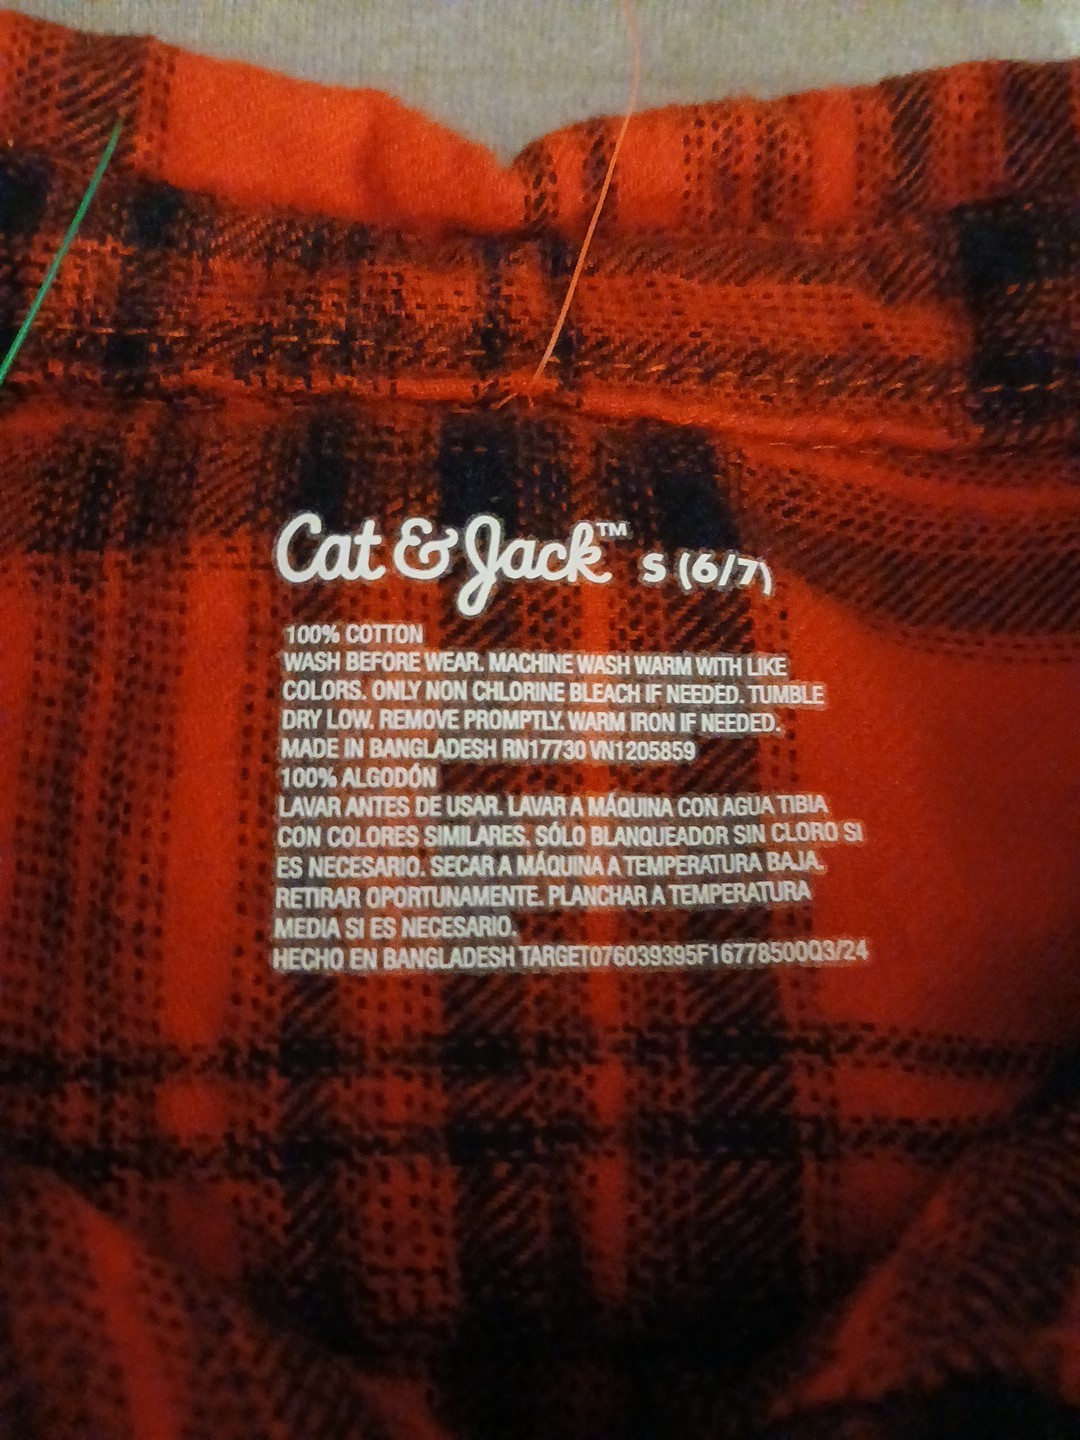 Cat & Jack™ S (6/7)
100% COTTON
WASH BEFORE WEAR. MACHINE WASH WARM WITH LIKE
COLORS. ONLY NON CHLORINE BLEACH IF NEEDED. TUMBLE
DRY LOW. REMOVE PROMPTLY. WARM IRON IF NEEDED.
MADE IN BANGLADESH RN17730 VN1205859
100% ALGODÓN
LAVAR ANTES DE USAR. LAVAR A MÁQUINA CON AGUA TIBIA
CON COLORES SIMILARES. SÓLO BLANQUEADOR SIN CLORO SI
ES NECESARIO. SECAR A MÁQUINA A TEMPERATURA BAJA.
RETIRAR OPORTUNAMENTE. PLANCHAR A TEMPERATURA
MEDIA SI ES NECESARIO.
HECHO EN BANGLADESH TARGET076039395F16778500Q3/24